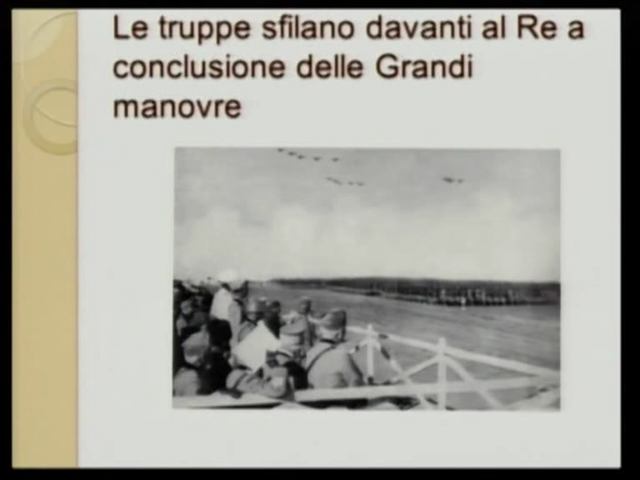 Le truppe sfilano davanti al Re a
conclusione delle Grandi
manovre